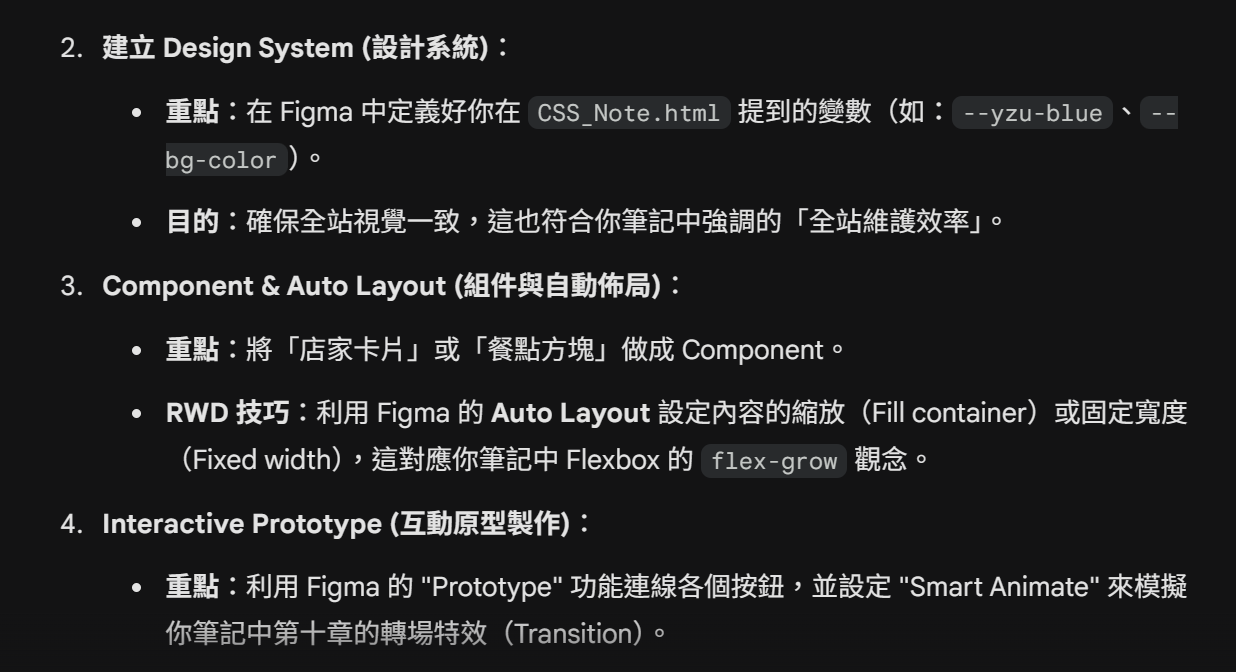 2. 建立 Design System (設計系統)：
• 重點：在 Figma 中定義好你在 CSS_Note.html 提到的變數（如：--yzu-blue、--
bg-color）。
• 目的：確保全站視覺一致，這也符合你筆記中強調的「全站維護效率」。
3. Component & Auto Layout (組件與自動佈局)：
• 重點：將「店家卡片」或「餐點方塊」做成 Component。
• RWD 技巧：利用 Figma 的 Auto Layout 設定內容的縮放（Fill container）或固定寬度
（Fixed width），這對應你筆記中 Flexbox 的 flex-grow 觀念。
4. Interactive Prototype (互動原型製作)：
• 重點：利用 Figma 的 "Prototype" 功能連線各個按鈕，並設定 "Smart Animate" 來模擬
你筆記中第十章的轉場特效（Transition）。